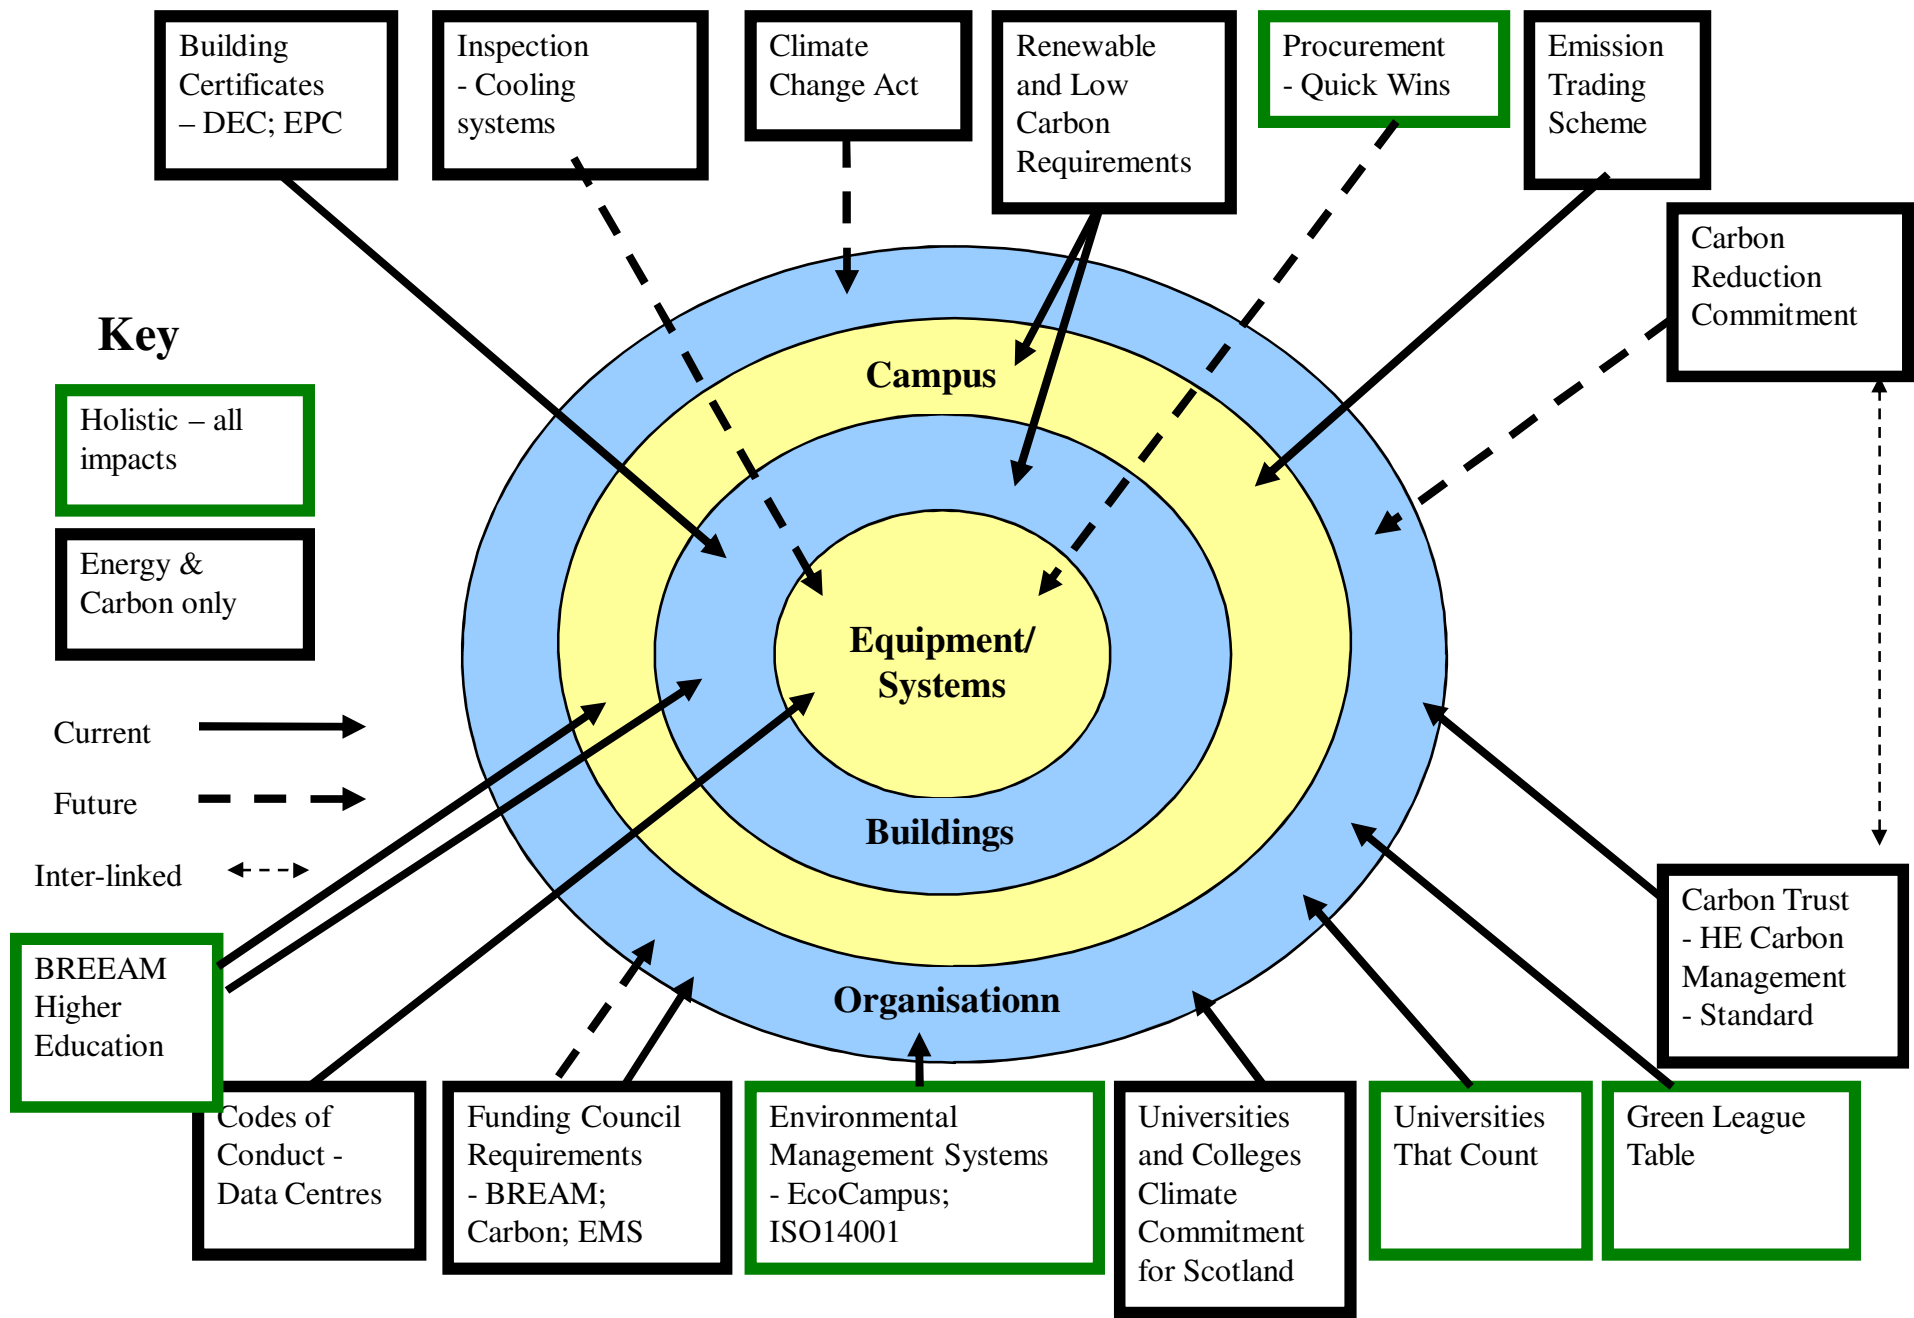 Building
Certificates
– DEC; EPC
Inspection
- Cooling
systems
Climate
Change Act
Renewable
and Low
Carbon
Requirements
Procurement
- Quick Wins
Emission
Trading
Scheme
Carbon
Reduction
Commitment
Key
Holistic – all
impacts
Energy &
Carbon only
Current
Future
Inter-linked
Campus
Equipment/
Systems
Buildings
Organisationn
BREEAM
Higher
Education
Codes of
Conduct -
Data Centres
Funding Council
Requirements
- BREAM;
Carbon; EMS
Environmental
Management Systems
- EcoCampus;
ISO14001
Universities
and Colleges
Climate
Commitment
for Scotland
Universities
That Count
Green League
Table
Carbon Trust
- HE Carbon
Management
- Standard